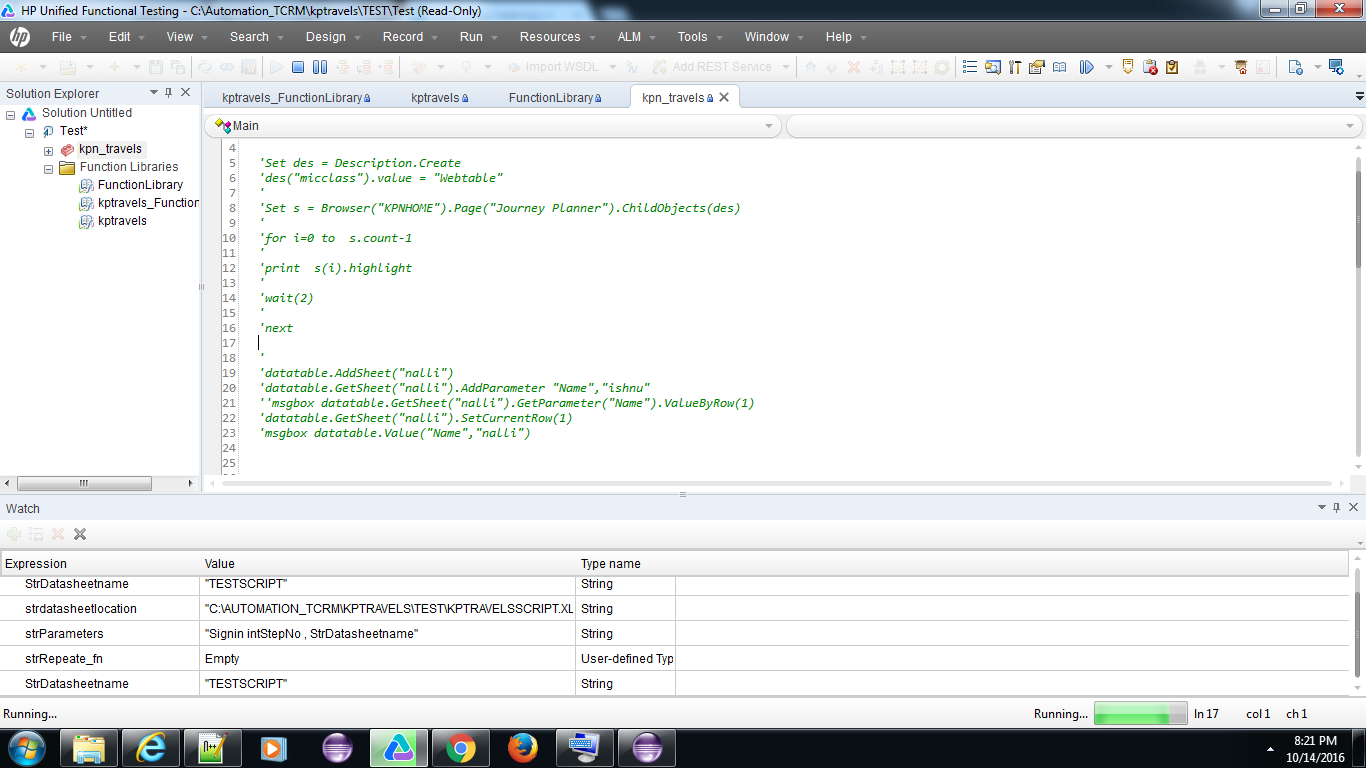 HP Unified Functional Testing - C:\Automation_TCRM\kptravels\TEST\Test (Read-Only)
hp File Edit View Search Design Record Run Resources ALM Tools Window Help
Import WSDL Add REST Service
Solution Explorer
kptravels_FunctionLibrary kptravels FunctionLibrary kpn_travels
Solution Untitled
Test*
kpn_travels
Function Libraries
FunctionLibrary
kptravels_Function
kptravels
Main
4
5 'Set des = Description.Create
6 'des("micclass").value = "Webtable"
7 '
8 'Set s = Browser("KPNHOME").Page("Journey Planner").ChildObjects(des)
9 '
10 'for i=0 to s.count-1
11 '
12 'print s(i).highlight
13 '
14 'wait(2)
15 '
16 'next
17
18 '
19 'datatable.AddSheet("nalli")
20 'datatable.GetSheet("nalli").AddParameter "Name","ishnu"
21 ''msgbox datatable.GetSheet("nalli").GetParameter("Name").ValueByRow(1)
22 'datatable.GetSheet("nalli").SetCurrentRow(1)
23 'msgbox datatable.Value("Name","nalli")
24
25
Watch
Expression Value Type name
StrDatasheetname "TESTSCRIPT" String
strdatasheetlocation "C:\AUTOMATION_TCRM\KPTRAVELS\TEST\KPTRAVELSSCRIPT.XL String
strParameters "Signin intStepNo , StrDatasheetname" String
strRepeate_fn Empty User-defined Typ
StrDatasheetname "TESTSCRIPT" String
Running... Running... ln 17 col 1 ch 1
8:21 PM
10/14/2016